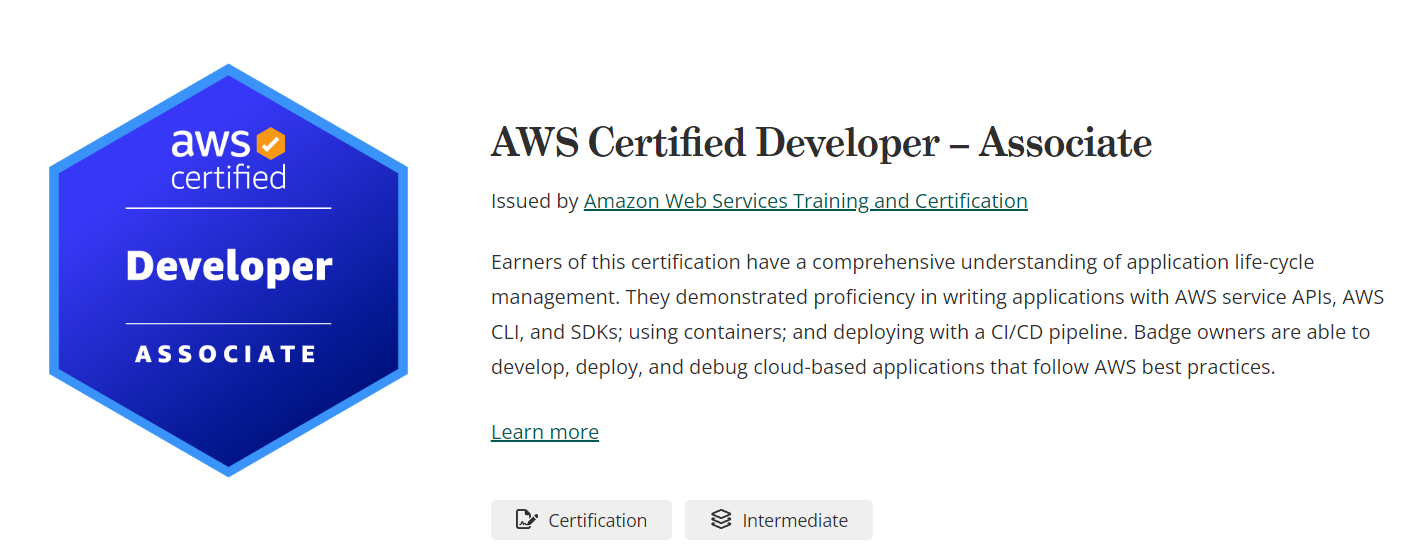 aws
certified
Developer
ASSOCIATE
AWS Certified Developer – Associate
Issued by Amazon Web Services Training and Certification
Earners of this certification have a comprehensive understanding of application life-cycle
management. They demonstrated proficiency in writing applications with AWS service APIs, AWS
CLI, and SDKs; using containers; and deploying with a CI/CD pipeline. Badge owners are able to
develop, deploy, and debug cloud-based applications that follow AWS best practices.
Learn more
Certification
Intermediate